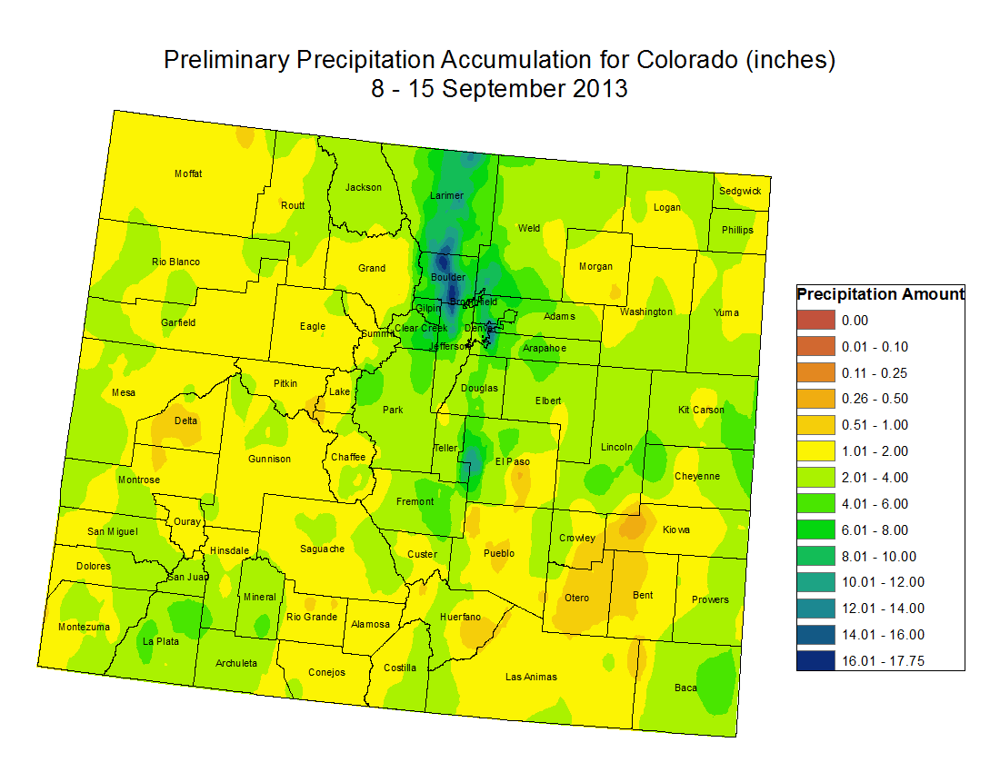 Preliminary Precipitation Accumulation for Colorado (inches)
8 - 15 September 2013
Moffat
Routt
Jackson
Larimer
Sedgwick
Logan
Weld
Phillips
Rio Blanco
Grand
Boulder
Morgan
Broomfield
Gilpin
Garfield
Eagle
Summit
Clear Creek
Denver
Adams
Washington
Yuma
Jefferson
Arapahoe
Mesa
Pitkin
Lake
Park
Douglas
Elbert
Kit Carson
Delta
Gunnison
Chaffee
Teller
El Paso
Lincoln
Cheyenne
Montrose
Fremont
San Miguel
Ouray
Hinsdale
Saguache
Custer
Pueblo
Crowley
Kiowa
Dolores
San Juan
Mineral
Rio Grande
Alamosa
Huerfano
Otero
Bent
Prowers
Montezuma
La Plata
Archuleta
Conejos
Costilla
Las Animas
Baca
Precipitation Amount
0.00
0.01 - 0.10
0.11 - 0.25
0.26 - 0.50
0.51 - 1.00
1.01 - 2.00
2.01 - 4.00
4.01 - 6.00
6.01 - 8.00
8.01 - 10.00
10.01 - 12.00
12.01 - 14.00
14.01 - 16.00
16.01 - 17.75